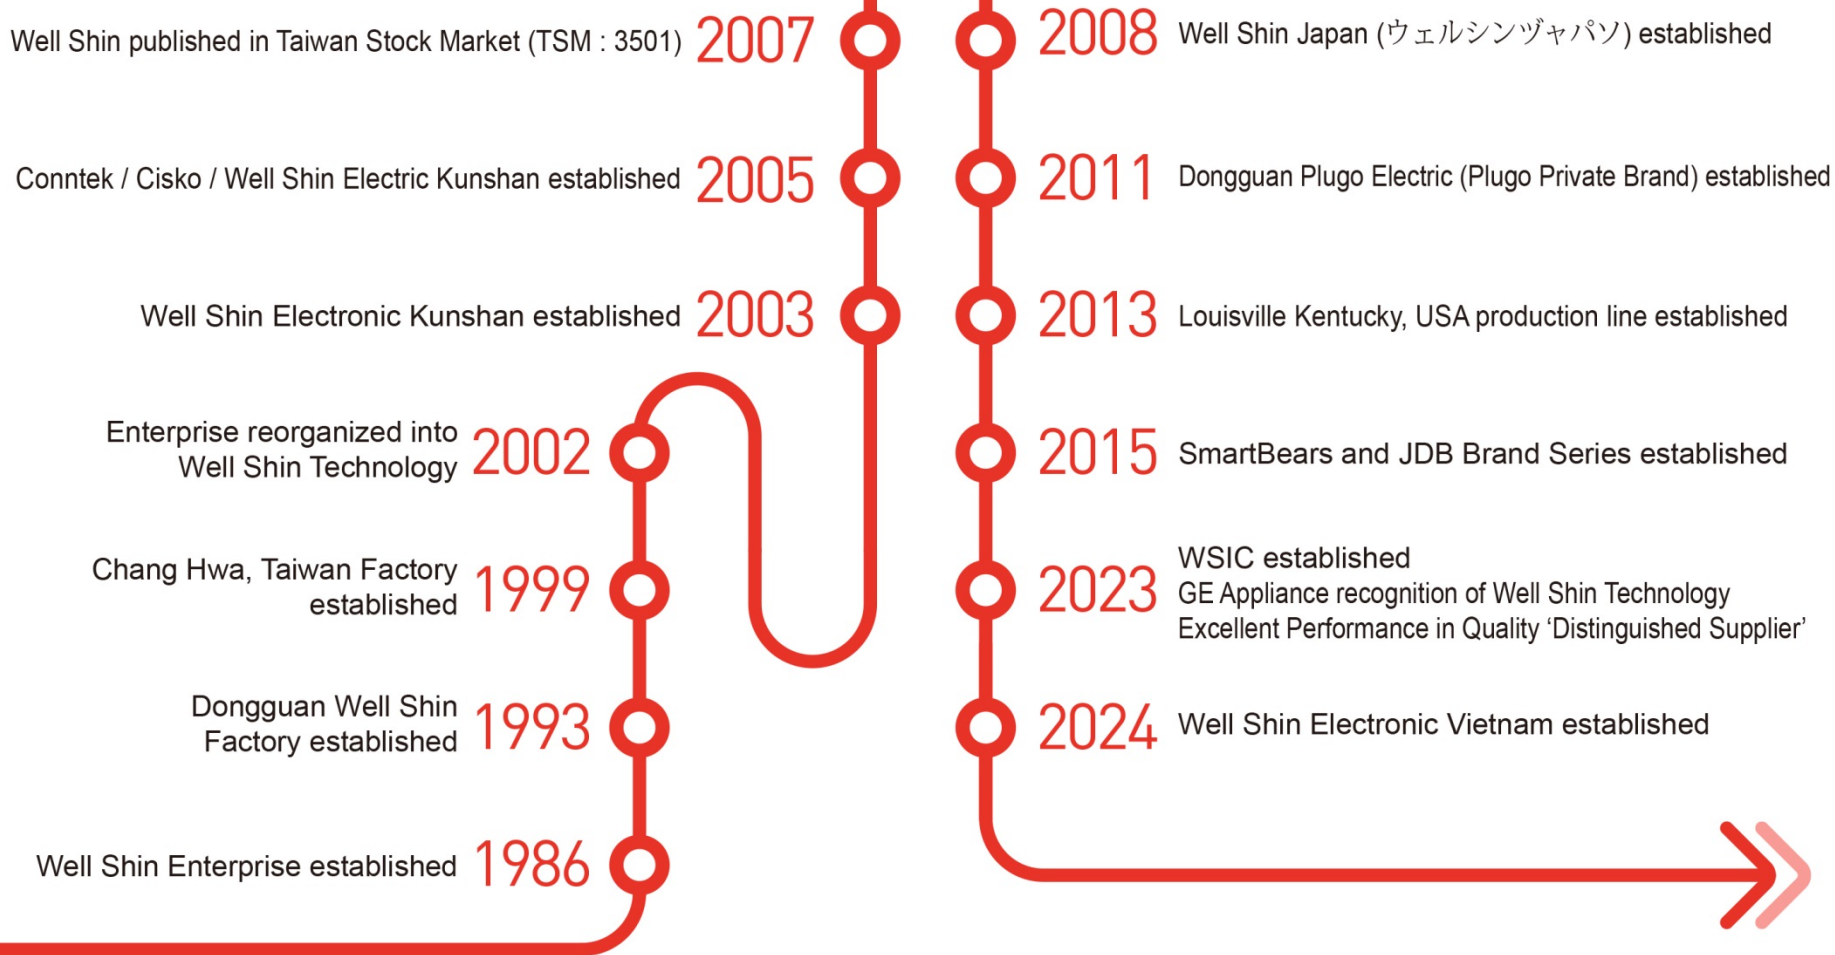 Well Shin published in Taiwan Stock Market (TSM : 3501) 2007
Conntek / Cisko / Well Shin Electric Kunshan established 2005
Well Shin Electronic Kunshan established 2003
Enterprise reorganized into
Well Shin Technology 2002
Chang Hwa, Taiwan Factory
established 1999
Dongguan Well Shin
Factory established 1993
Well Shin Enterprise established 1986
2008 Well Shin Japan (ウェルシンヅャパソ) established
2011 Dongguan Plugo Electric (Plugo Private Brand) established
2013 Louisville Kentucky, USA production line established
2015 SmartBears and JDB Brand Series established
2023 WSIC established
GE Appliance recognition of Well Shin Technology
Excellent Performance in Quality ‘Distinguished Supplier’
2024 Well Shin Electronic Vietnam established